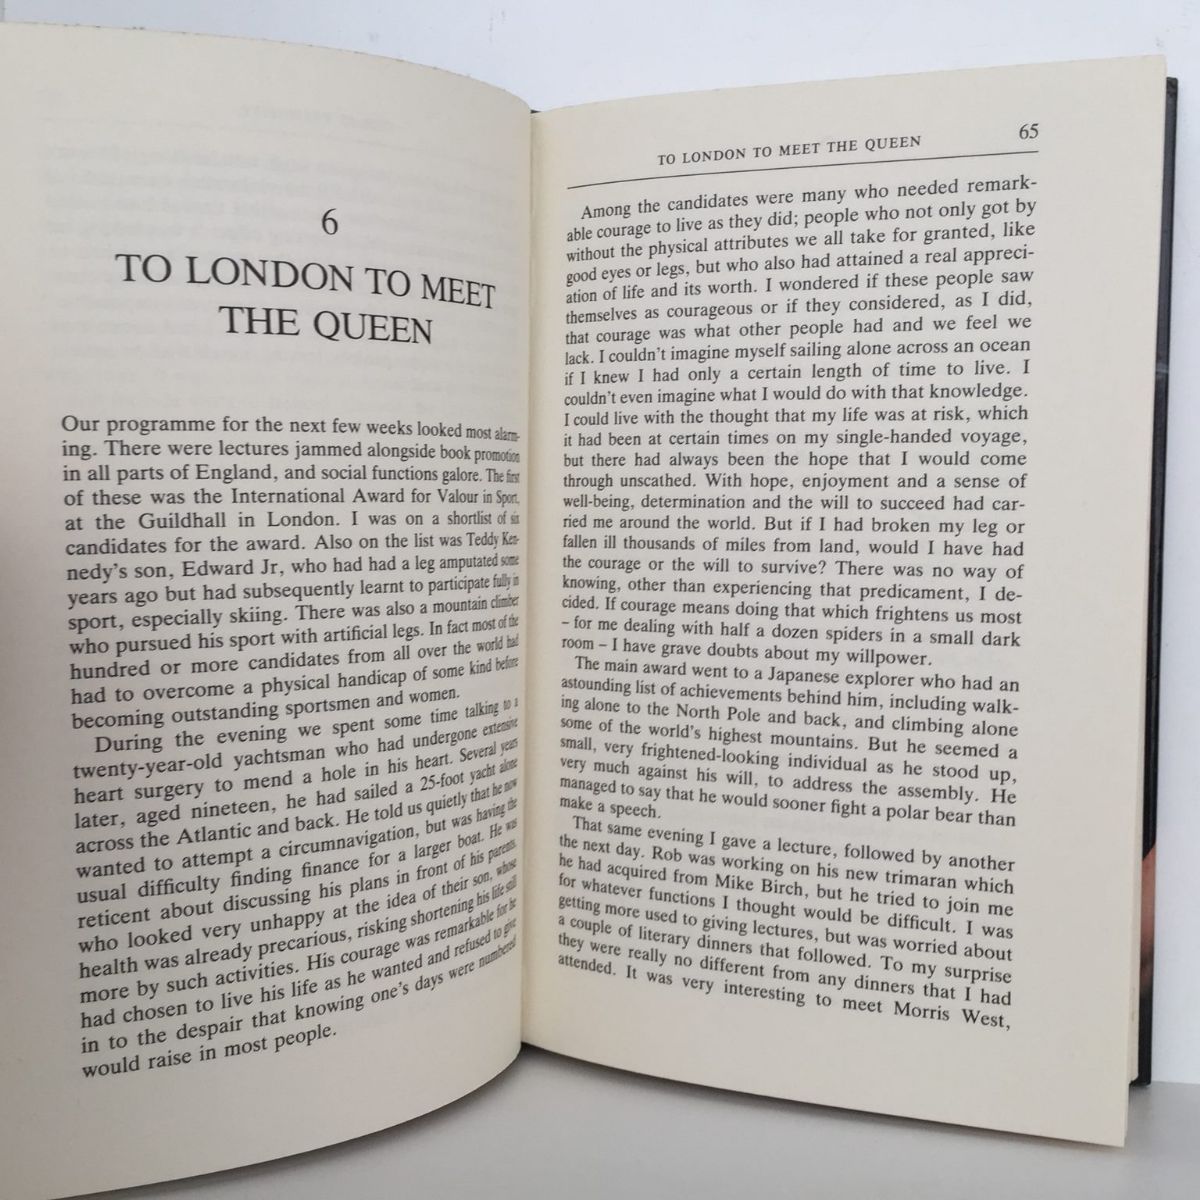 6
TO LONDON TO MEET
THE QUEEN
Our programme for the next few weeks looked most alarm-
ing. There were lectures jammed alongside book promotion
in all parts of England, and social functions galore. The first
of these was the International Award for Valour in Sport,
at the Guildhall in London. I was on a shortlist of six
candidates for the award. Also on the list was Teddy Ken-
nedy's son, Edward Jr, who had had a leg amputated some
years ago but had subsequently learnt to participate fully in
sport, especially skiing. There was also a mountain climber
who pursued his sport with artificial legs. In fact most of the
hundred or more candidates from all over the world had
had to overcome a physical handicap of some kind before
becoming outstanding sportsmen and women.
During the evening we spent some time talking to a
twenty-year-old yachtsman who had undergone extensive
heart surgery to mend a hole in his heart. Several years
later, aged nineteen, he had sailed a 25-foot yacht alone
across the Atlantic and back. He told us quietly that he now
wanted to attempt a circumnavigation, but was having the
usual difficulty finding finance for a larger boat. He was
reticent about discussing his plans in front of his parents,
who looked very unhappy at the idea of their son, whose
health was already precarious, risking shortening his life still
more by such activities. His courage was remarkable for he
had chosen to live his life as he wanted and refused to give
in to the despair that knowing one's days were numbered
would raise in most people.
TO LONDON TO MEET THE QUEEN 65
Among the candidates were many who needed remark-
able courage to live as they did; people who not only got by
without the physical attributes we all take for granted, like
good eyes or legs, but who also had attained a real appreci-
ation of life and its worth. I wondered if these people saw
themselves as courageous or if they considered, as I did,
that courage was what other people had and we feel we
lack. I couldn't imagine myself sailing alone across an ocean
if I knew I had only a certain length of time to live. I
couldn't even imagine what I would do with that knowledge.
I could live with the thought that my life was at risk, which
it had been at certain times on my single-handed voyage,
but there had always been the hope that I would come
through unscathed. With hope, enjoyment and a sense of
well-being, determination and the will to succeed had car-
ried me around the world. But if I had broken my leg or
fallen ill thousands of miles from land, would I have had
the courage or the will to survive? There was no way of
knowing, other than experiencing that predicament, I de-
cided. If courage means doing that which frightens us most
– for me dealing with half a dozen spiders in a small dark
room – I have grave doubts about my willpower.
The main award went to a Japanese explorer who had an
astounding list of achievements behind him, including walk-
ing alone to the North Pole and back, and climbing alone
some of the world's highest mountains. But he seemed a
small, very frightened-looking individual as he stood up,
very much against his will, to address the assembly. He
managed to say that he would sooner fight a polar bear than
make a speech.
That same evening I gave a lecture, followed by another
the next day. Rob was working on his new trimaran which
he had acquired from Mike Birch, but he tried to join me
for whatever functions I thought would be difficult. I was
getting more used to giving lectures, but was worried about
a couple of literary dinners that followed. To my surprise
they were really no different from any dinners that I had
attended. It was very interesting to meet Morris West,